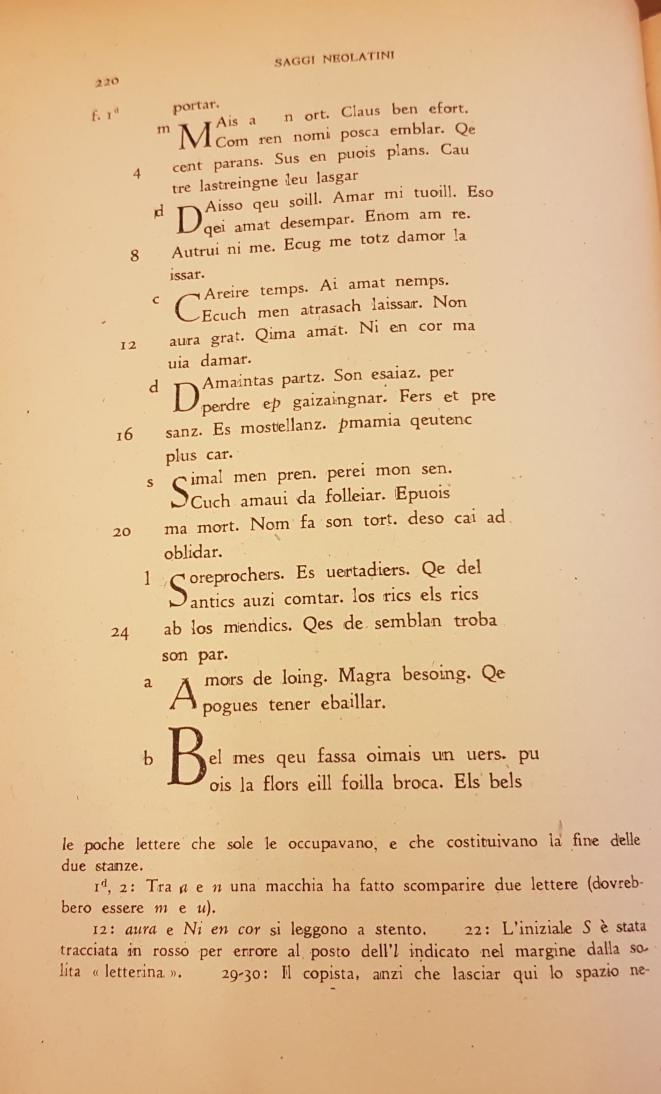 220
SAGGI NEOLATINI
f. 1d
portar.
m MAis a n ort. Claus ben efort.
Com ren nomi posca emblar. Qe
4 cent parans. Sus en puois plans. Cau
tre lastreingne leu lasgar
d DAisso qeu soill. Amar mi tuoill. Eso
qei amat desempar. Enom am re.
8 Autrui ni me. Ecug me totz damor la
issar.
c CAreire temps. Ai amat nemps.
Ecuch men atrasach laissar. Non
12 aura grat. Qima amat. Ni en cor ma
uia damar.
d DAmaintas partz. Son esaiaz. per
perdre ep gaizaingnar. Fers et pre
16 sanz. Es mostellanz. pmamia qeutenc
plus car.
s Simal men pren. perei mon sen.
Cuch amaui da folleiar. Epuois
20 ma mort. Nom fa son tort. deso cai ad
oblidar.
l Soreprochers. Es uertadiers. Qe del
antics auzi comtar. los rics els rics
24 ab los mendics. Qes de semblan troba
son par.
a Amors de loing. Magra besoing. Qe
pogues tener ebaillar.
b Bel mes qeu fassa oimais un uers. pu
ois la flors eill foilla broca. Els bels
le poche lettere che sole le occupavano, e che costituivano la fine delle
due stanze.
1d, 2: Tra a e n una macchia ha fatto scomparire due lettere (dovreb-
bero essere m e u).
12: aura e Ni en cor si leggono a stento. 22: L'iniziale S è stata
tracciata in rosso per errore al posto dell'l indicato nel margine dalla so-
lita « letterina ». 29-30: Il copista, anzi che lasciar qui lo spazio ne-